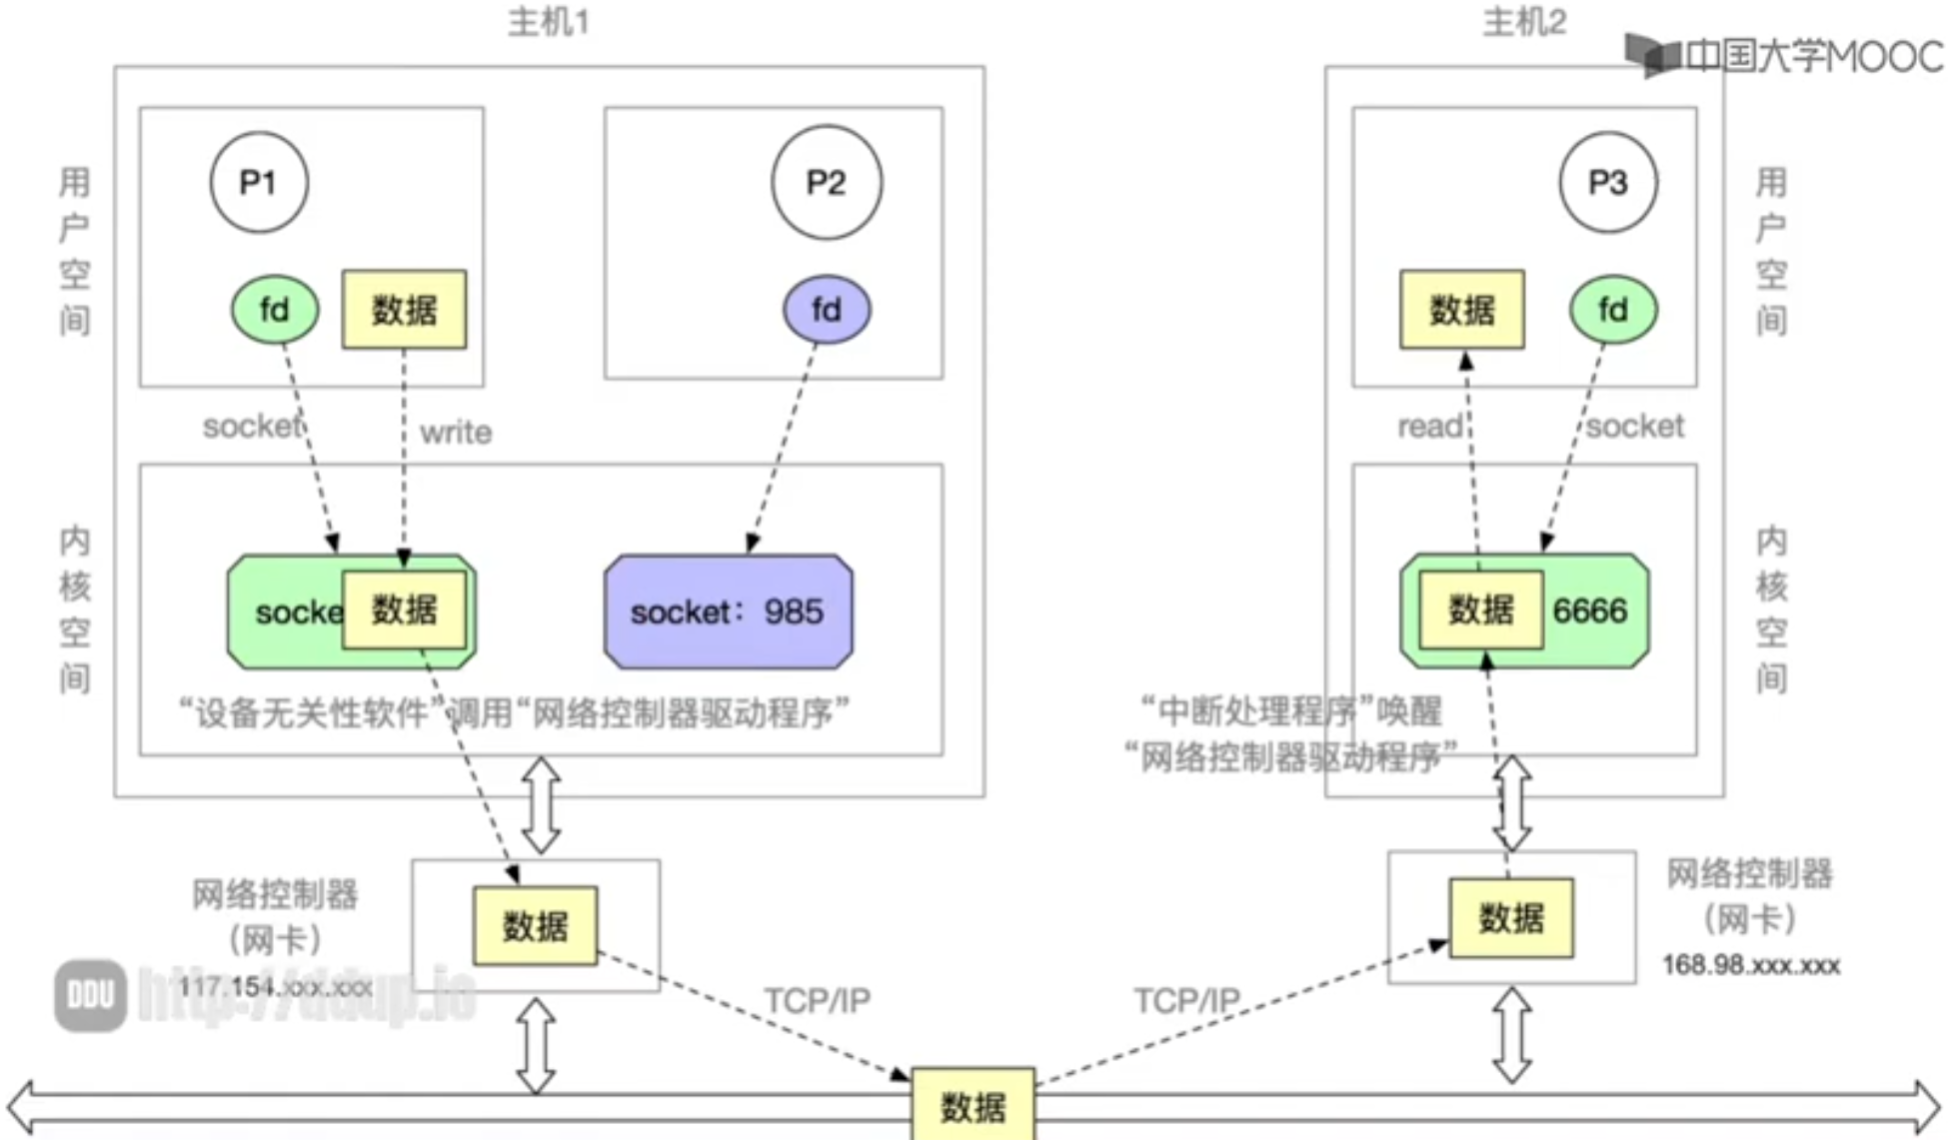 主机1
主机2
中国大学MOOC
用户空间
P1
P2
P3
用户空间
fd
数据
fd
数据
fd
socket
write
read
socket
内核空间
socke
数据
socket：985
数据
6666
内核空间
“设备无关性软件”调用“网络控制器驱动程序”
“中断处理程序”唤醒
“网络控制器驱动程序”
网络控制器
（网卡）
117.154.xxx.xxx
数据
数据
网络控制器
（网卡）
168.98.xxx.xxx
DDU
http://ddup.io
TCP/IP
TCP/IP
数据